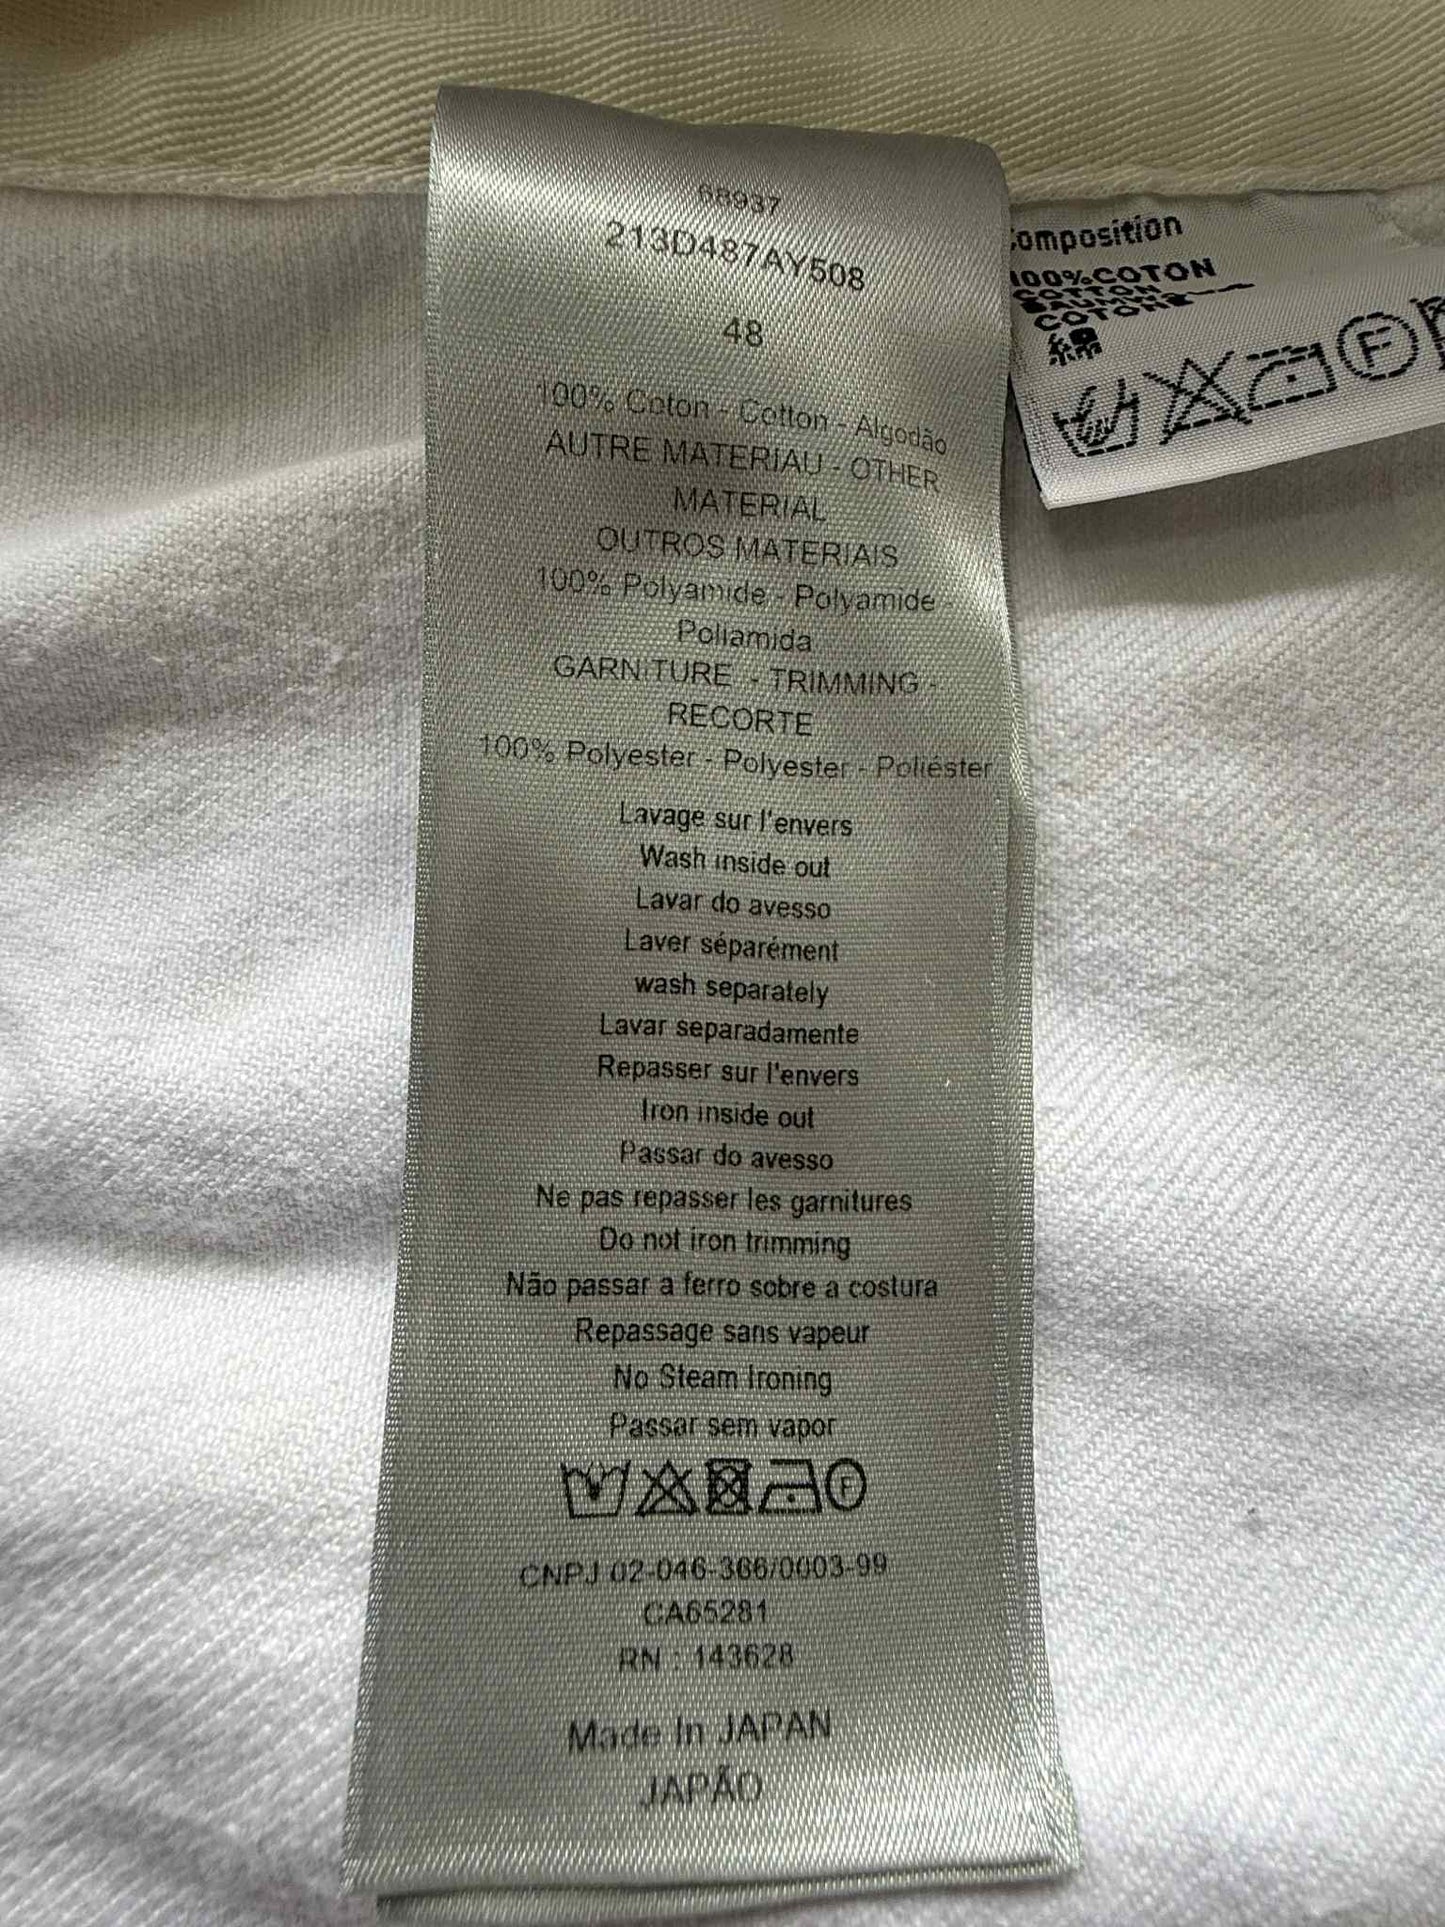 68937
213D487AY508
48
100% Coton - Cotton - Algodão
AUTRE MATERIAU - OTHER
MATERIAL
OUTROS MATERIAIS
100% Polyamide - Polyamide -
Poliamida
GARNITURE - TRIMMING -
RECORTE
100% Polyester - Polyester - Poliéster
Lavage sur l'envers
Wash inside out
Lavar do avesso
Laver séparément
wash separately
Lavar separadamente
Repasser sur l'envers
Iron inside out
Passar do avesso
Ne pas repasser les garnitures
Do not iron trimming
Não passar a ferro sobre a costura
Repassage sans vapeur
No Steam Ironing
Passar sem vapor
F
CNPJ 02-046-366/0003-99
CA65281
RN : 143628
Made In JAPAN
JAPÃO
omposition
100%COTON
COTTON
COTONE
綿
F